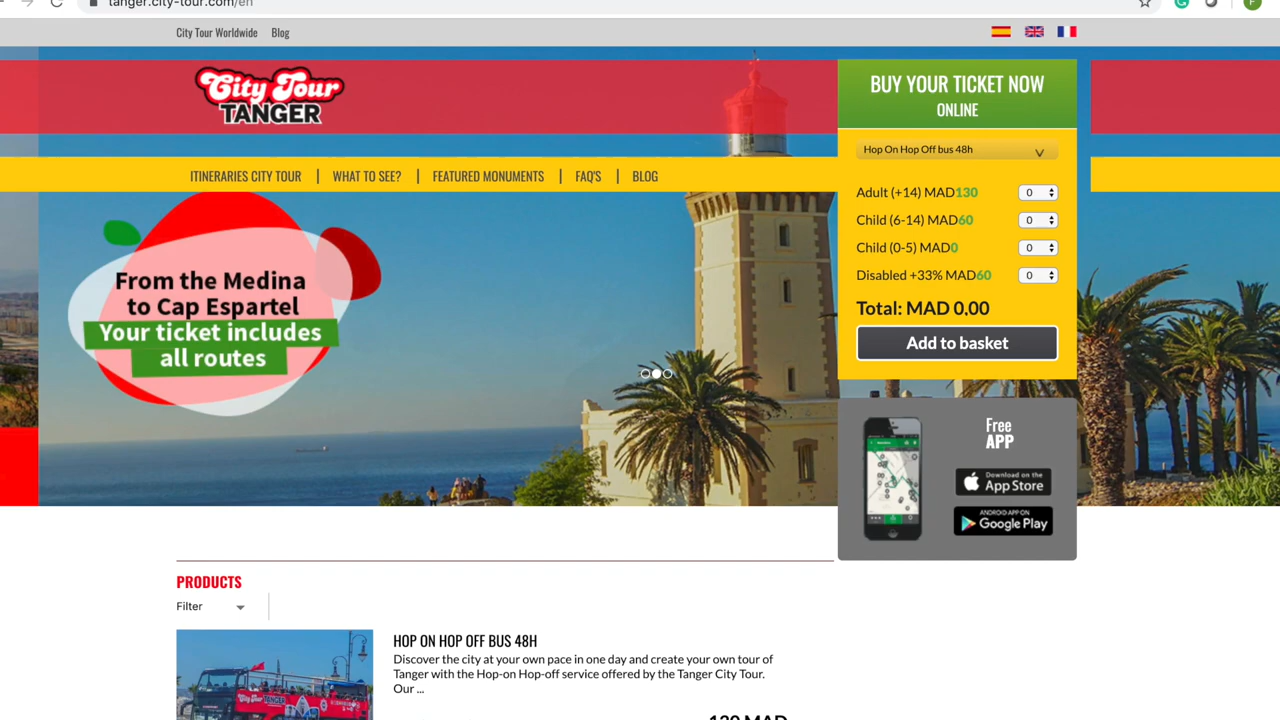 tanger.city-tour.com/en
City Tour Worldwide Blog
City Tour
TANGER
BUY YOUR TICKET NOW
ONLINE
Hop On Hop Off bus 48h
ITINERARIES CITY TOUR | WHAT TO SEE? | FEATURED MONUMENTS | FAQ'S | BLOG
Adult (+14) MAD130 0
Child (6-14) MAD60 0
Child (0-5) MAD0 0
Disabled +33% MAD60 0
Total: MAD 0.00
Add to basket
From the Medina
to Cap Espartel
Your ticket includes
all routes
Free
APP
Download on the
App Store
ANDROID APP ON
Google Play
PRODUCTS
Filter
HOP ON HOP OFF BUS 48H
Discover the city at your own pace in one day and create your own tour of
Tanger with the Hop-on Hop-off service offered by the Tanger City Tour.
Our ...
City Tour TANGER
130 MAD